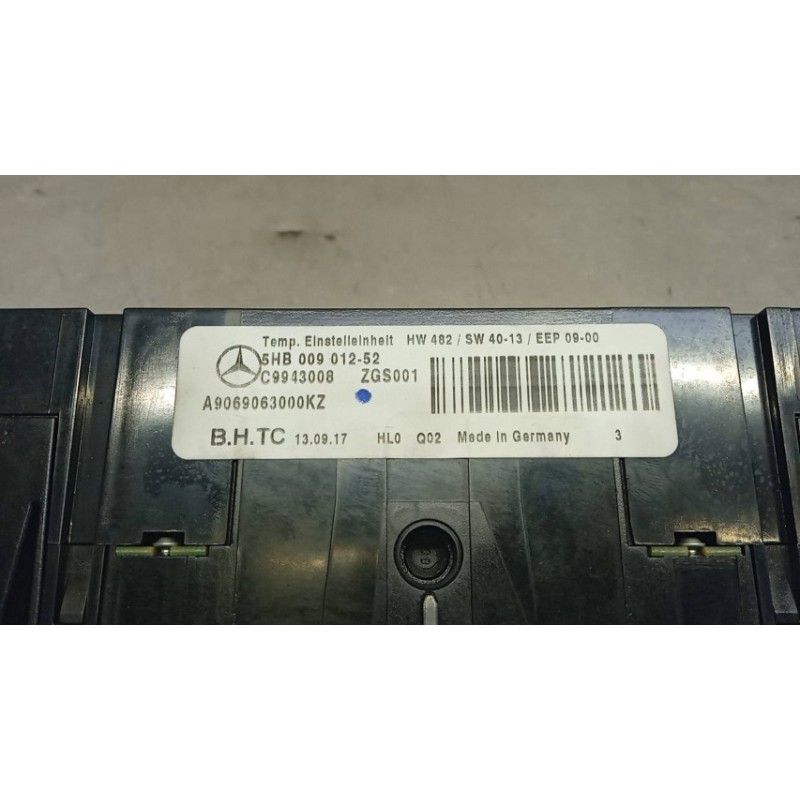 Temp. Einstelleinheit HW 482 / SW 40-13 / EEP 09-00
5HB 009 012-52
C9943008 ZGS001
A9069063000KZ
B.H.TC 13.09.17 HL0 Q02 Made in Germany 3